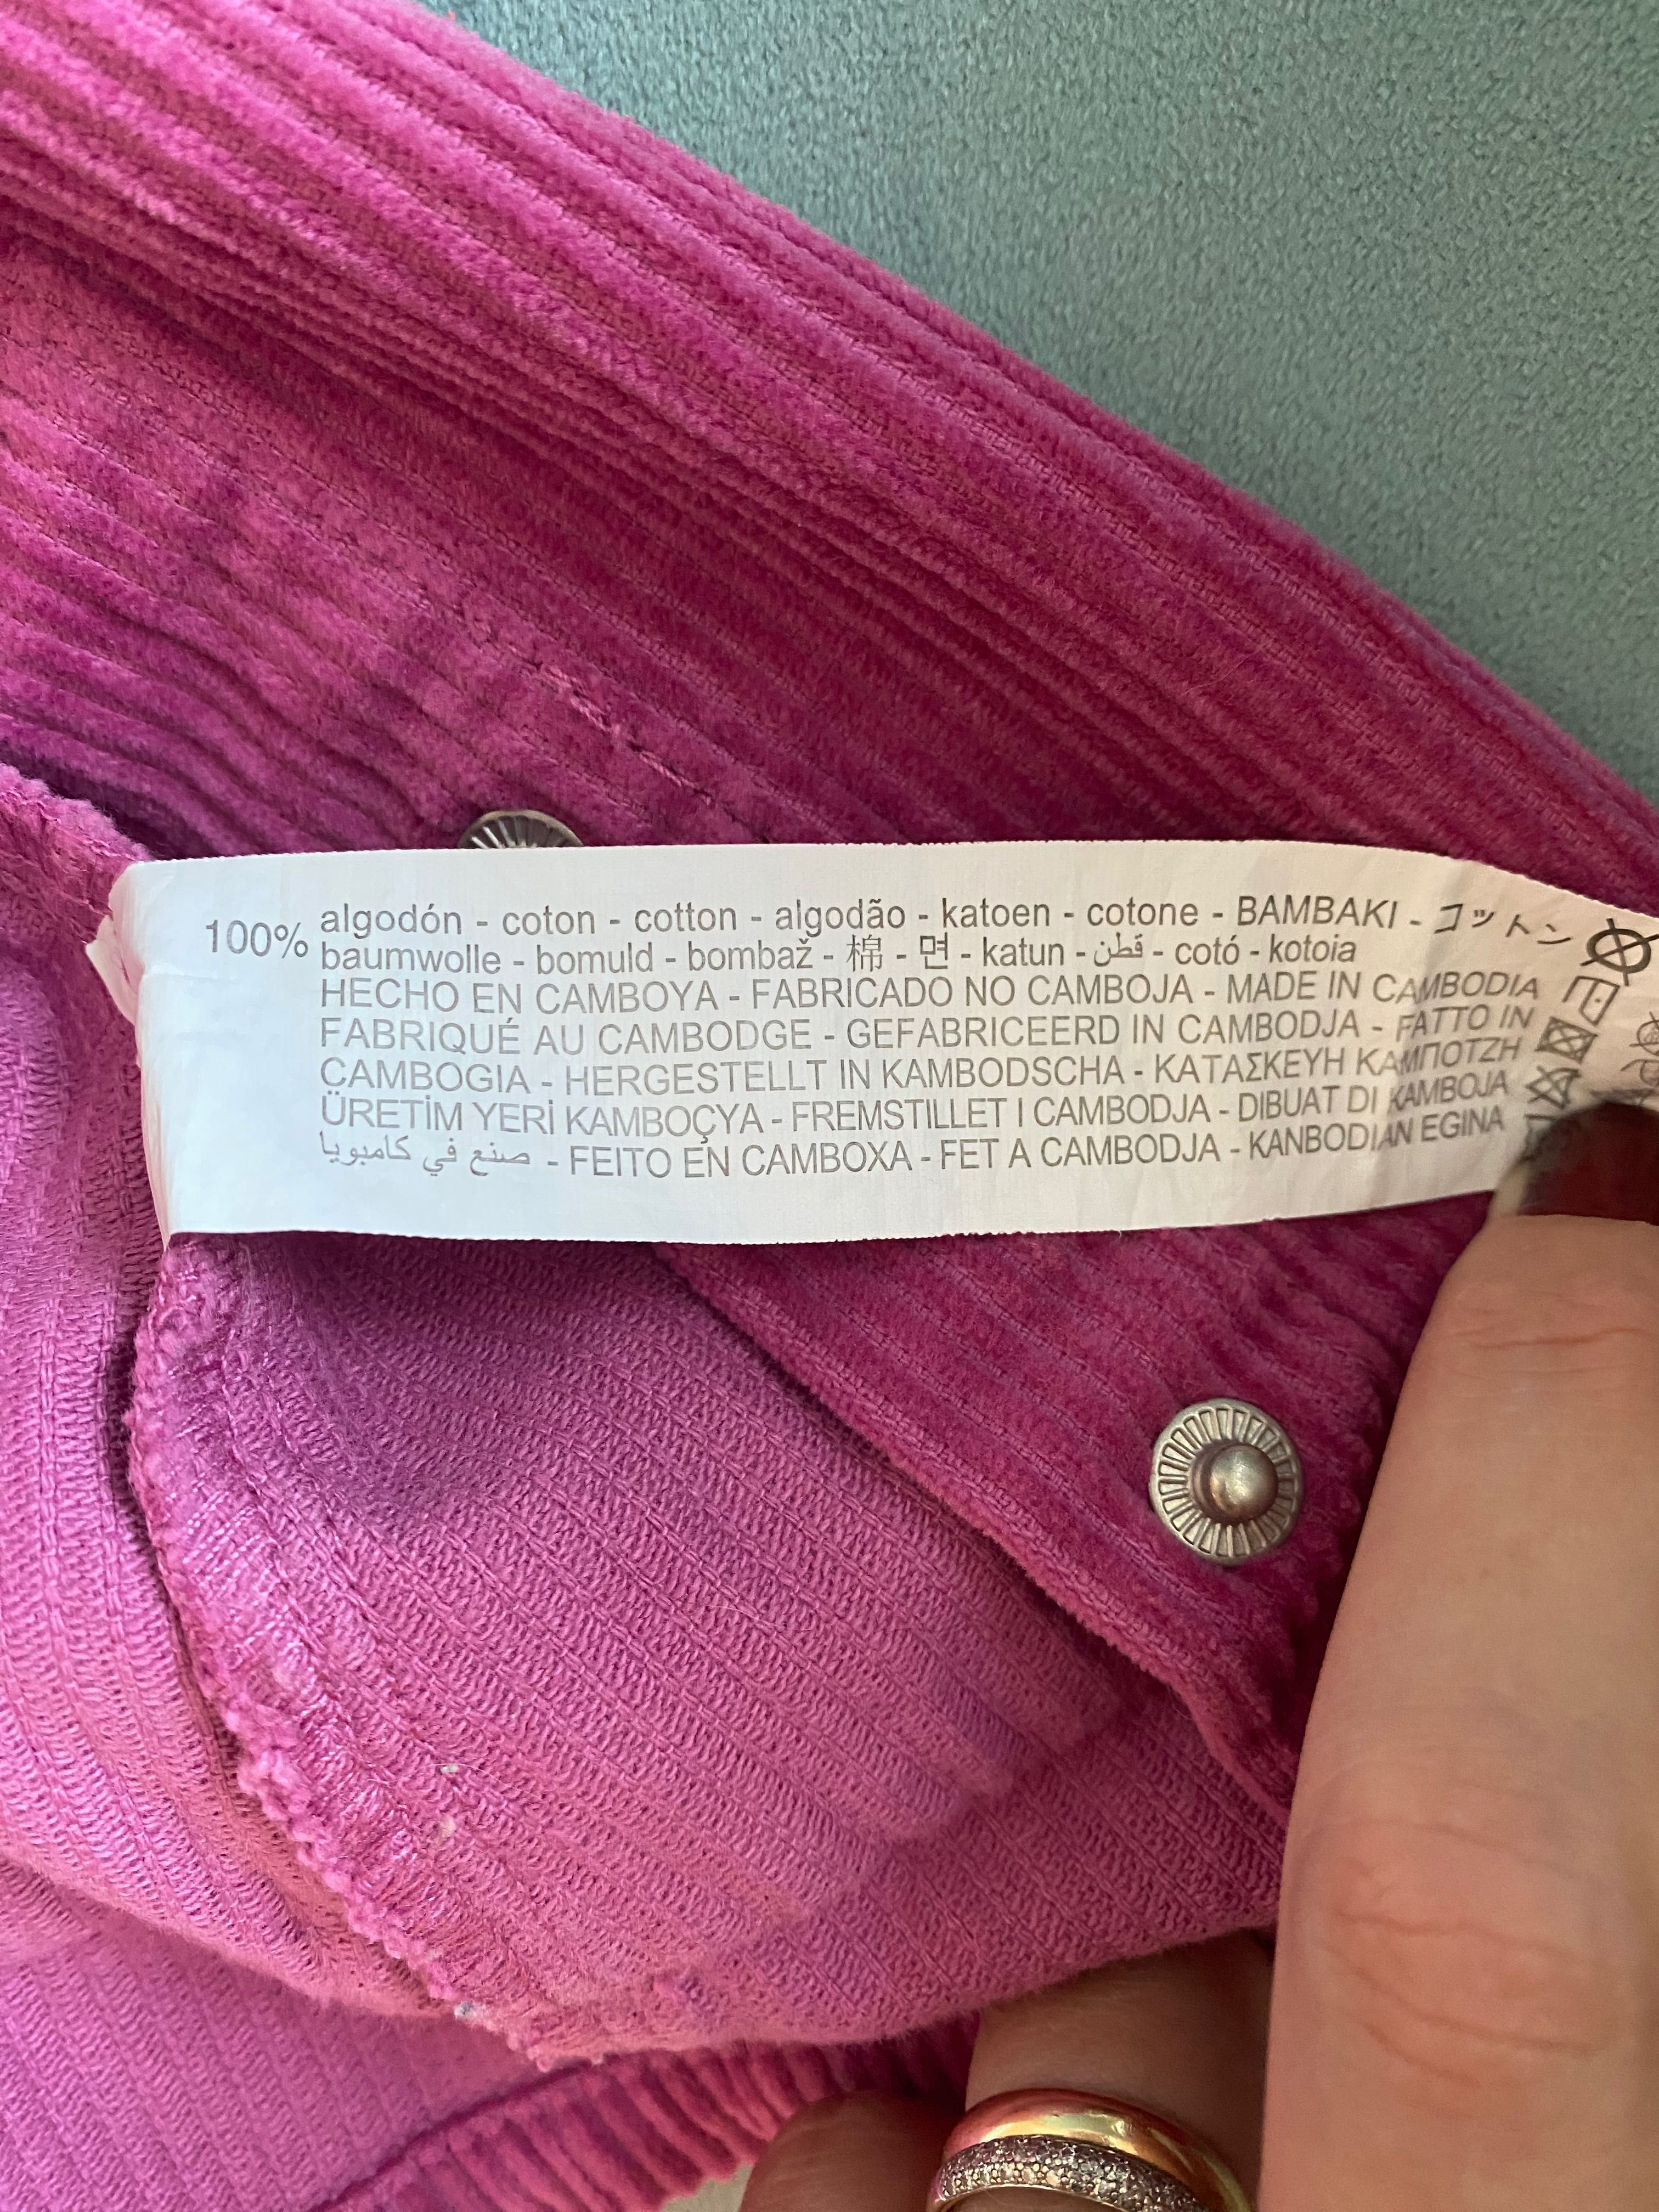 100% algodón - coton - cotton - algodão - katoen - cotone - BAMBAKI - コットン
baumwolle - bomuld - bombaž - 棉 - 면 - katun - قطن - cotó - kotoia
HECHO EN CAMBOYA - FABRICADO NO CAMBOJA - MADE IN CAMBODIA
FABRIQUÉ AU CAMBODGE - GEFABRICEERD IN CAMBODJA - FATTO IN
CAMBOGIA - HERGESTELLT IN KAMBODSCHA - ΚΑΤΑΣΚΕΥΗ ΚΑΜΠΟΤΖΗ
ÜRETİM YERİ KAMBOÇYA - FREMSTILLET I CAMBODJA - DIBUAT DI KAMBOJA
صنع في كامبويا - FEITO EN CAMBOXA - FET A CAMBODJA - KANBODIAN EGINA